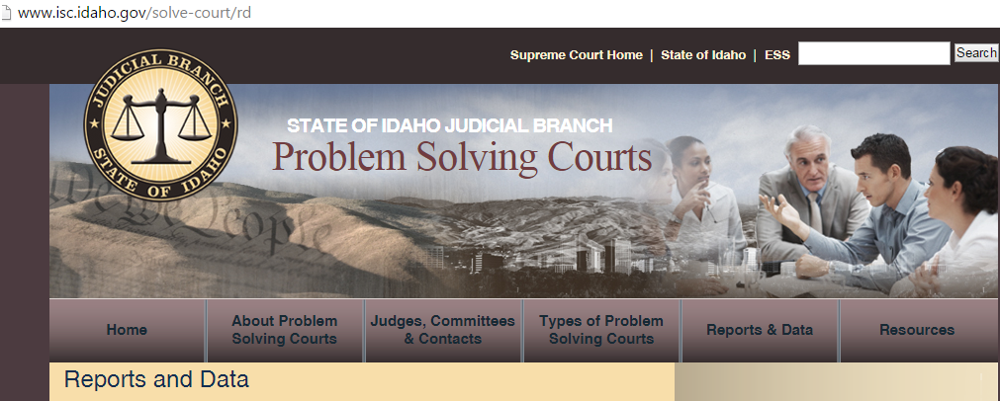 www.isc.idaho.gov/solve-court/rd
Supreme Court Home | State of Idaho | ESS
Search
JUDICIAL BRANCH
STATE OF IDAHO
STATE OF IDAHO JUDICIAL BRANCH
Problem Solving Courts
We the People
Home
About Problem
Solving Courts
Judges, Committees
& Contacts
Types of Problem
Solving Courts
Reports & Data
Resources
Reports and Data